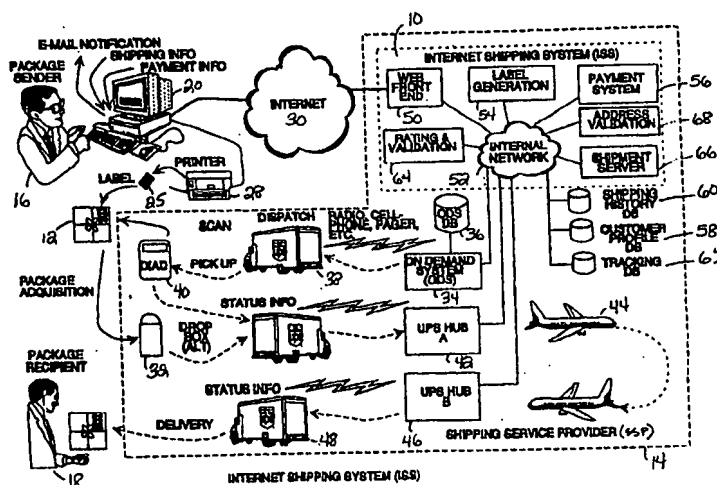 10
E-MAIL NOTIFICATION
SHIPPING INFO
PAYMENT INFO
PACKAGE SENDER
20
16
INTERNET
30
INTERNET SHIPPING SYSTEM (ISS)
WEB FRONT END
50
LABEL GENERATION
54
PAYMENT SYSTEM
56
ADDRESS VALIDATION
68
RATING & VALIDATION
64
INTERNAL NETWORK
52
SHIPMENT SERVER
66
PRINTER
28
LABEL
25
12
SCAN
DISPATCH
RADIO, CELL-PHONE, PAGER, ETC.
ODS DB
36
SHIPPING HISTORY DB
60
CUSTOMER PROFILE DB
58
TRACKING DB
DIAD
40
PICK UP
38
ON DEMAND SYSTEM (ODS)
34
PACKAGE ACQUISITION
DROP BOX (ALT)
STATUS INFO
UPS HUB A
42
44
PACKAGE RECIPIENT
18
STATUS INFO
DELIVERY
48
UPS HUB B
46
SHIPPING SERVICE PROVIDER (SSP)
14
INTERNET SHIPPING SYSTEM (ISS)